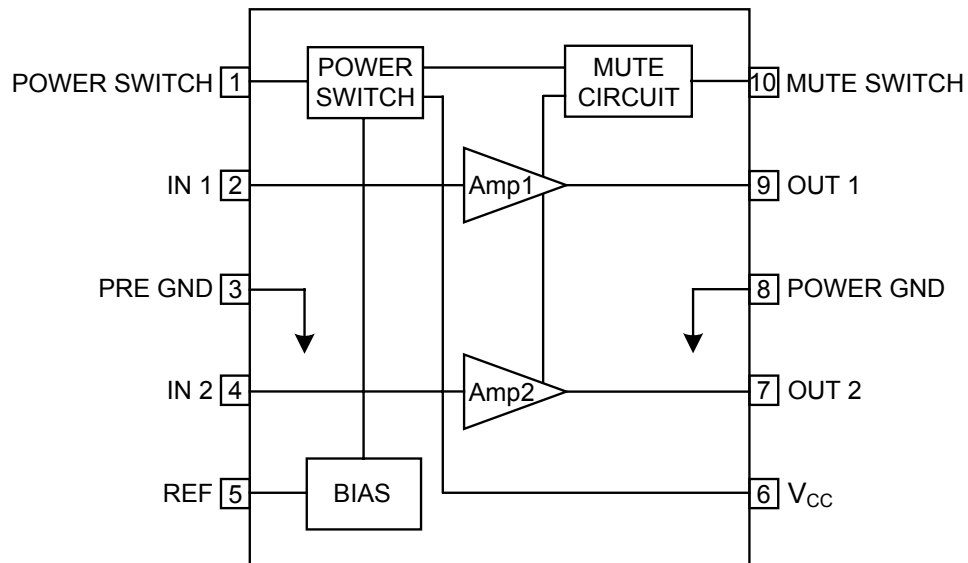 POWER SWITCH 1
POWER
SWITCH
MUTE
CIRCUIT
10 MUTE SWITCH
IN 1 2
Amp1
9 OUT 1
PRE GND 3
8 POWER GND
IN 2 4
Amp2
7 OUT 2
REF 5
BIAS
6 VCC